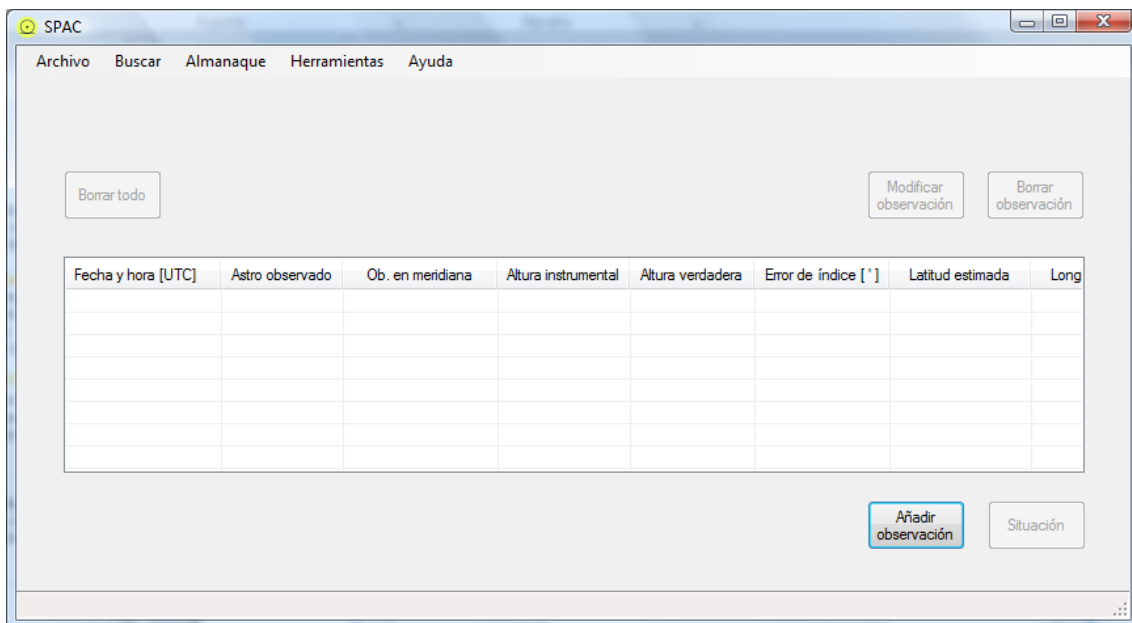 SPAC
Archivo Buscar Almanaque Herramientas Ayuda
Borrar todo
Modificar
observación
Borrar
observación
Fecha y hora [UTC] Astro observado Ob. en meridiana Altura instrumental Altura verdadera Error de índice [ ' ] Latitud estimada Long
Añadir
observación
Situación